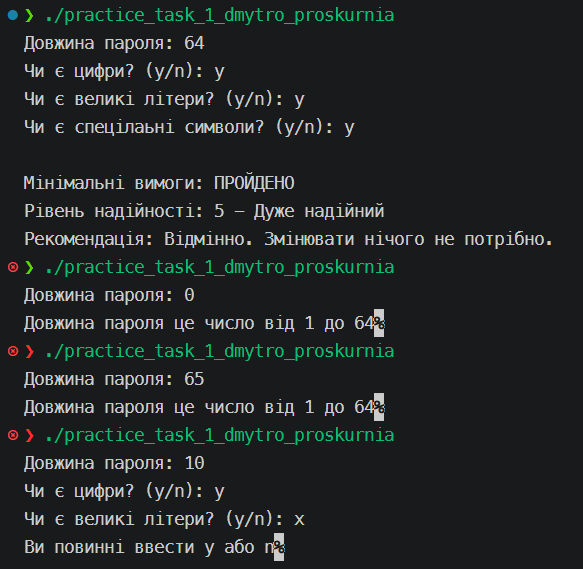 ❯ ./practice_task_1_dmytro_proskurnia
Довжина пароля: 64
Чи є цифри? (y/n): y
Чи є великі літери? (y/n): y
Чи є спецілаьні символи? (y/n): y
Мінімальні вимоги: ПРОЙДЕНО
Рівень надійності: 5 – Дуже надійний
Рекомендація: Відмінно. Змінювати нічого не потрібно.
❯ ./practice_task_1_dmytro_proskurnia
Довжина пароля: 0
Довжина пароля це число від 1 до 64%
❯ ./practice_task_1_dmytro_proskurnia
Довжина пароля: 65
Довжина пароля це число від 1 до 64%
❯ ./practice_task_1_dmytro_proskurnia
Довжина пароля: 10
Чи є цифри? (y/n): y
Чи є великі літери? (y/n): x
Ви повинні ввести y або n%